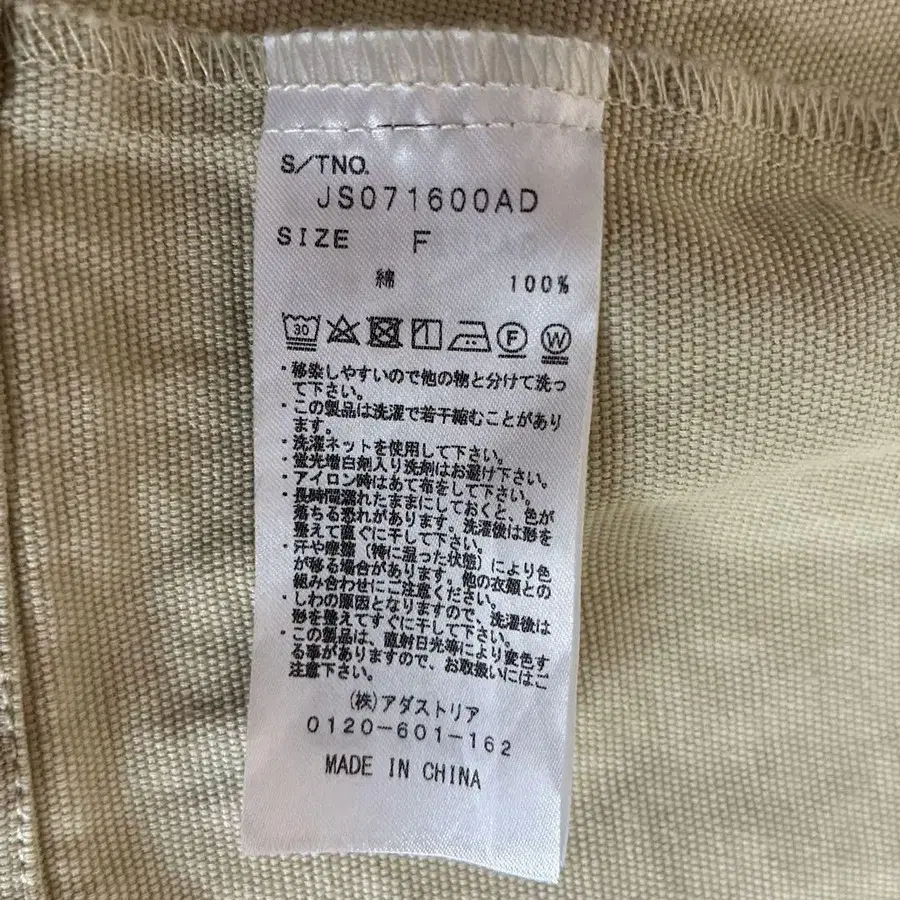 S/TNO.
JS071600AD
SIZE F
綿 100%
30 F W
・移染しやすいので他の物と分けて洗っ
て下さい。
・この製品は洗濯で若干縮むことがあり
ます。
・洗濯ネットを使用して下さい。
・蛍光増白剤入り洗剤はお避け下さい。
・アイロン時はあて布をして下さい。
・長時間濡れたままにしておくと、色が
落ちる恐れがあります。洗濯後は形を
整えて直ぐに干して下さい。
・汗や摩擦（特に湿った状態）により色
が移る場合があります。他の衣類との
組み合わせにご注意ください。
・しわの原因となりますので、洗濯後は
形を整えてすぐに干して下さい。
・この製品は、直射日光等により変色す
る事がありますので、お取扱いにはご
注意下さい。
(株)アダストリア
0120-601-162
MADE IN CHINA